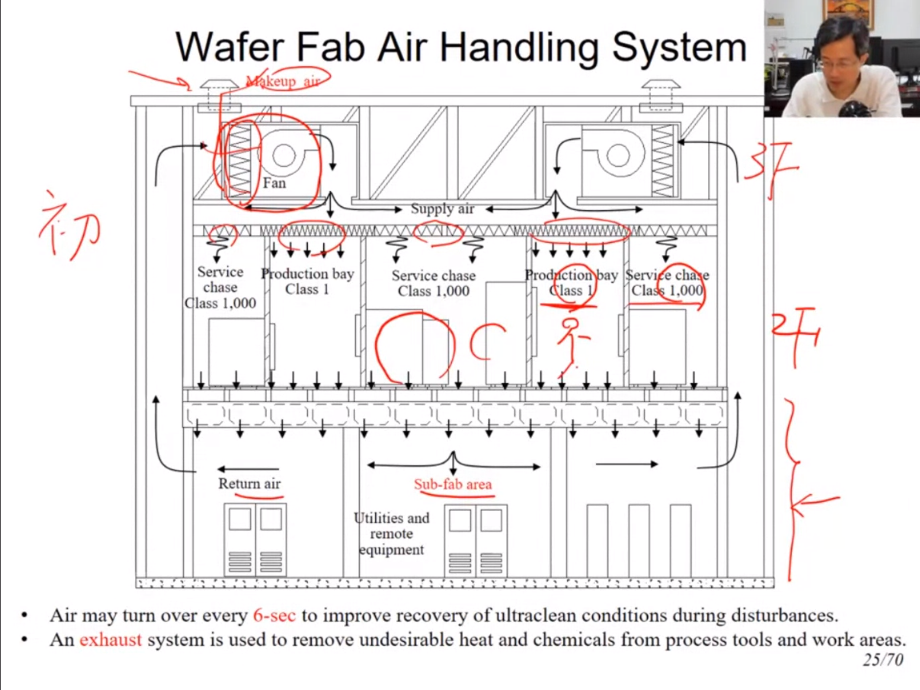 Wafer Fab Air Handling System
Makeup air
3F
Fan
初
Supply air
Service chase Class 1,000
Production bay Class 1
Service chase Class 1,000
Production bay Class 1
Service chase Class 1,000
2F
Return air
Sub-fab area
Utilities and remote equipment
• Air may turn over every 6-sec to improve recovery of ultraclean conditions during disturbances.
• An exhaust system is used to remove undesirable heat and chemicals from process tools and work areas.
25/70